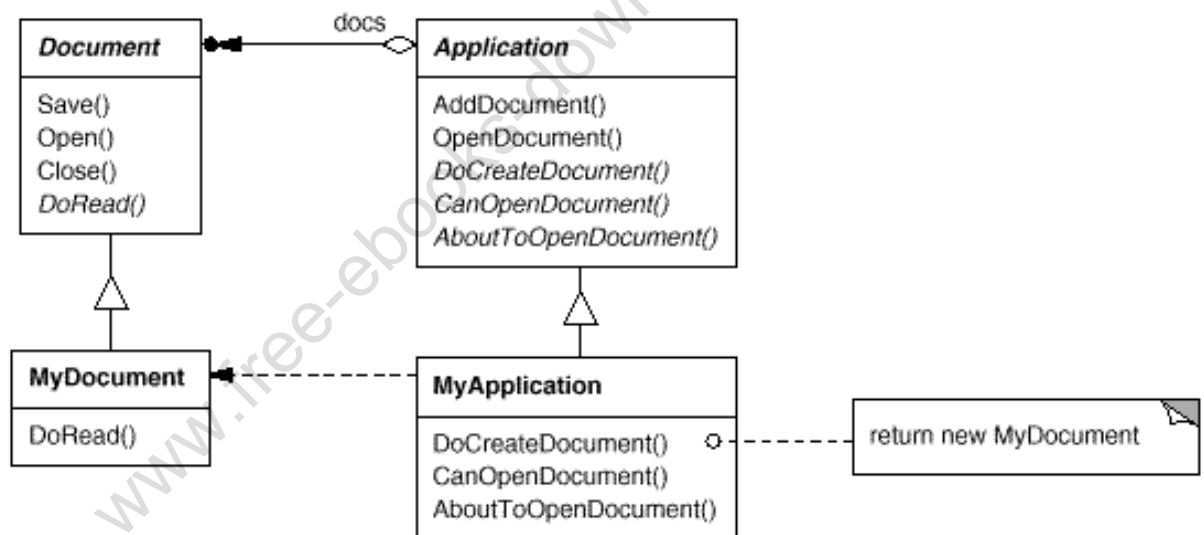 docs
Document
Save()
Open()
Close()
DoRead()
Application
AddDocument()
OpenDocument()
DoCreateDocument()
CanOpenDocument()
AboutToOpenDocument()
MyDocument
DoRead()
MyApplication
DoCreateDocument()
CanOpenDocument()
AboutToOpenDocument()
return new MyDocument
www.free-ebooks-down